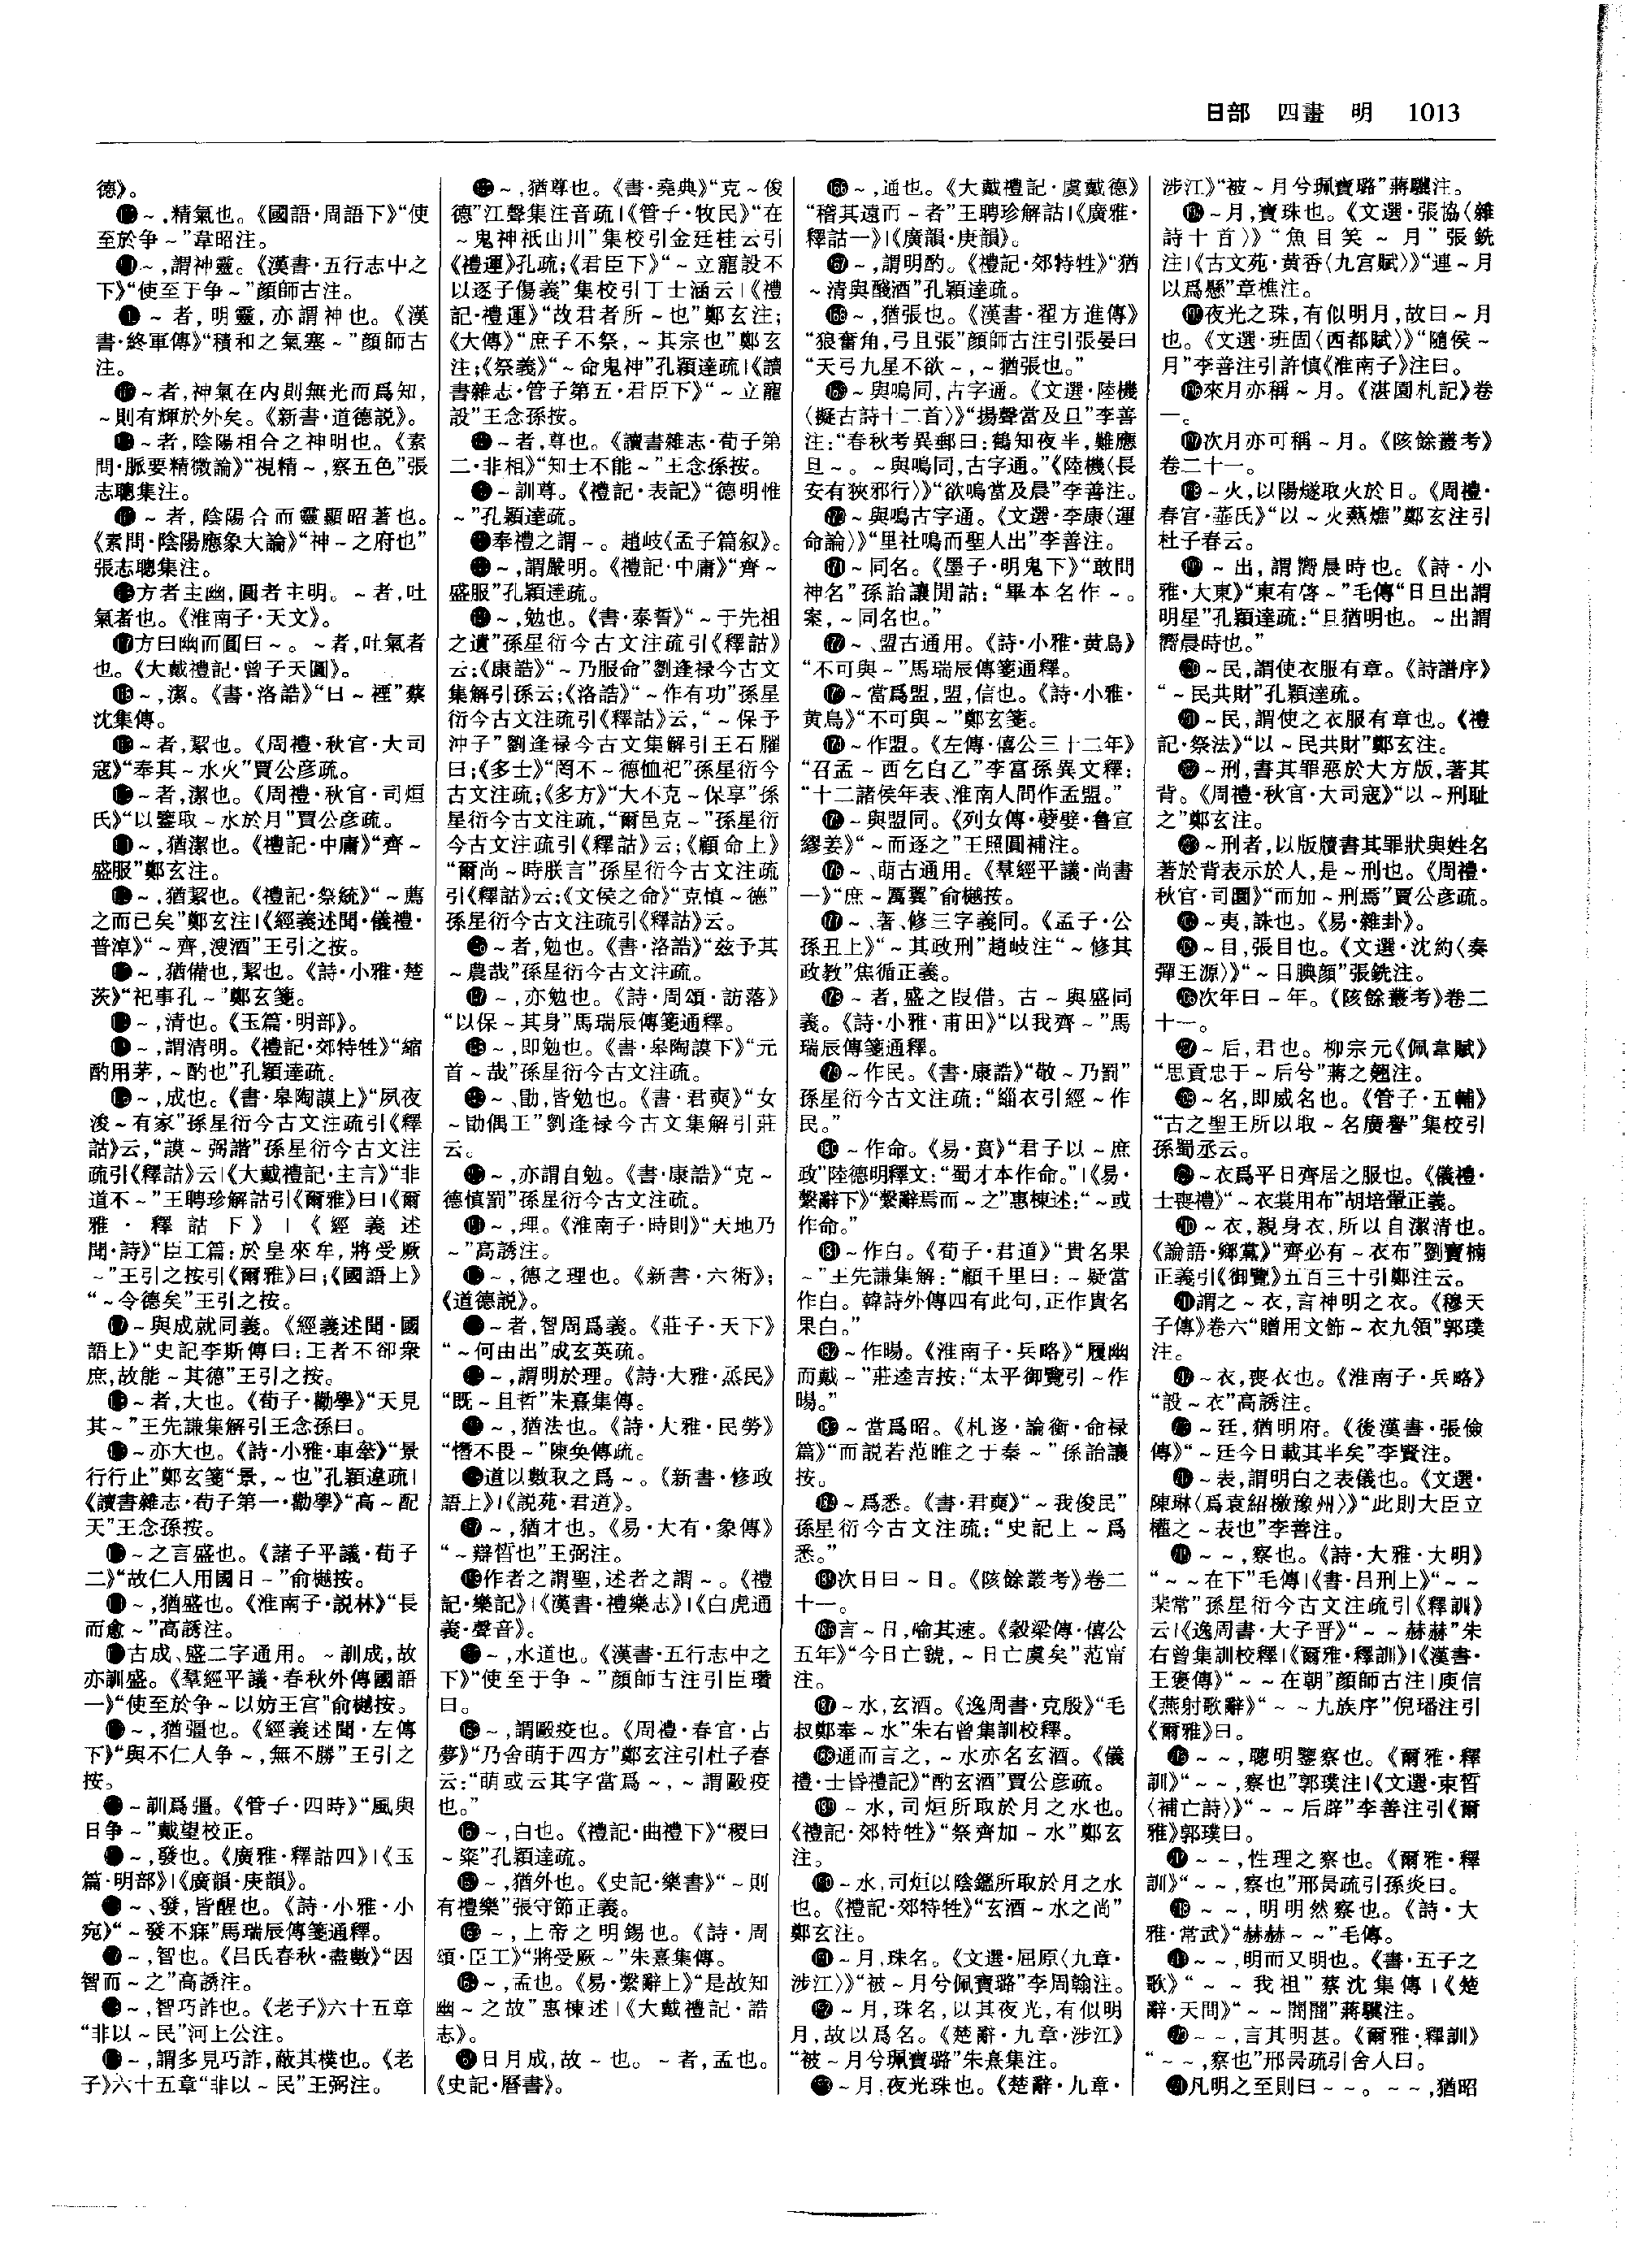 日部 四畫 明 1013
德》。
～,精氣也。《國語·周語下》“使
至於争～”韋昭注。
～,謂神靈。《漢書·五行志中之
下》“使至于争～”顔師古注。
～者,明靈,亦謂神也。《漢
書·終軍傳》“積和之氣塞～”顔師古
注。
～者,神氣在内則無光而爲知,
～則有輝於外矣。《新書·道德説》。
～者,陰陽相合之神明也。《素
問·脈要精微論》“視精～,察五色”張
志聰集注。
～者,陰陽合而靈顯昭著也。
《素問·陰陽應象大論》“神～之府也”
張志聰集注。
方者主幽,圓者主明。～者,吐
氣者也。《淮南子·天文》。
方曰幽而圓曰～。～者,吐氣者
也。《大戴禮記·曾子天圓》。
～,潔。《書·洛誥》“曰～禋”蔡
沈集傳。
～者,絜也。《周禮·秋官·大司
寇》“奉其～水火”賈公彦疏。
～者,潔也。《周禮·秋官·司烜
氏》“以鑒取～水於月”賈公彦疏。
～,猶潔也。《禮記·中庸》“齊～
盛服”鄭玄注。
～,猶絜也。《禮記·祭統》“～薦
之而已矣”鄭玄注|《經義述聞·儀禮·
普淖》“～齊,溲酒”王引之按。
～,猶備也,絜也。《詩·小雅·楚
茨》“祀事孔～”鄭玄箋。
～,清也。《玉篇·明部》。
～,謂清明。《禮記·郊特牲》“縮
酌用茅,～酌也”孔穎達疏。
～,成也。《書·皋陶謨上》“夙夜
浚～有家”孫星衍今古文注疏引《釋
詁》云,“謨～弼諧”孫星衍今古文注
疏引《釋詁》云|《大戴禮記·主言》“非
道不～”王聘珍解詁引《爾雅》曰|《爾
雅·釋詁下》|《經義述
聞·詩》“臣工篇:於皇來牟,將受厥
～”王引之按引《爾雅》曰;《國語上》
“～令德矣”王引之按。
～與成就同義。《經義述聞·國
語上》“史記李斯傳曰:王者不卻衆
庶,故能～其德”王引之按。
～者,大也。《荀子·勸學》“天見
其～”王先謙集解引王念孫曰。
～亦大也。《詩·小雅·車舝》“景
行行止”鄭玄箋“景,～也”孔穎達疏|
《讀書雜志·荀子第一·勸學》“高～配
天”王念孫按。
～之言盛也。《諸子平議·荀子
二》“故仁人用國日～”俞樾按。
～,猶盛也。《淮南子·説林》“長
而愈～”高誘注。
古成、盛二字通用。～訓成,故
亦訓盛。《羣經平議·春秋外傳國語
一》“使至於争～以妨王宫”俞樾按。
～,猶彊也。《經義述聞·左傳
下》“與不仁人争～,無不勝”王引之
按。
～訓爲彊。《管子·四時》“風與
日争～”戴望校正。
～,發也。《廣雅·釋詁四》|《玉
篇·明部》|《廣韻·庚韻》。
～、發,皆醒也。《詩·小雅·小
宛》“～發不寐”馬瑞辰傳箋通釋。
～,智也。《吕氏春秋·盡數》“因
智而～之”高誘注。
～,智巧詐也。《老子》六十五章
“非以～民”河上公注。
～,謂多見巧詐,蔽其樸也。《老
子》六十五章“非以～民”王弼注。
～,猶尊也。《書·堯典》“克～俊
德”江聲集注音疏|《管子·牧民》“在
～鬼神祇山川”集校引金廷桂云引
《禮運》孔疏;《君臣下》“～立寵設不
以逐子傷義”集校引丁士涵云|《禮
記·禮運》“故君者所～也”鄭玄注;
《大傳》“庶子不祭,～其宗也”鄭玄
注;《祭義》“～命鬼神”孔穎達疏|《讀
書雜志·管子第五·君臣下》“～立寵
設”王念孫按。
～者,尊也。《讀書雜志·荀子第
二·非相》“知士不能～”王念孫按。
～訓尊。《禮記·表記》“德明惟
～”孔穎達疏。
奉禮之謂～。趙岐《孟子篇叙》。
～,謂嚴明。《禮記·中庸》“齊～
盛服”孔穎達疏。
～,勉也。《書·泰誓》“～于先祖
之遺”孫星衍今古文注疏引《釋詁》
云;《康誥》“～乃服命”劉逢禄今古文
集解引孫云;《洛誥》“～作有功”孫星
衍今古文注疏引《釋詁》云,“～保予
沖子”劉逢禄今古文集解引王石臞
曰;《多士》“罔不～德恤祀”孫星衍今
古文注疏;《多方》“大不克～保享”孫
星衍今古文注疏,“爾邑克～”孫星衍
今古文注疏引《釋詁》云;《顧命上》
“爾尚～時朕言”孫星衍今古文注疏
引《釋詁》云;《文侯之命》“克慎～德”
孫星衍今古文注疏引《釋詁》云。
～者,勉也。《書·洛誥》“兹予其
～農哉”孫星衍今古文注疏。
～,亦勉也。《詩·周頌·訪落》
“以保～其身”馬瑞辰傳箋通釋。
～,即勉也。《書·皋陶謨下》“元
首～哉”孫星衍今古文注疏。
～、勖,皆勉也。《書·君奭》“女
～勖偶王”劉逢禄今古文集解引莊
云。
～,亦謂自勉。《書·康誥》“克～
德慎罰”孫星衍今古文注疏。
～,理。《淮南子·時則》“天地乃
～”高誘注。
～,德之理也。《新書·六術》;
《道德説》。
～者,智周爲義。《莊子·天下》
“～何由出”成玄英疏。
～,謂明於理。《詩·大雅·烝民》
“既～且哲”朱熹集傳。
～,猶法也。《詩·大雅·民勞》
“憯不畏～”陳奂傳疏。
道以數取之爲～。《新書·修政
語上》|《説苑·君道》。
～,猶才也。《易·大有·象傳》
“～辯晢也”王弼注。
作者之謂聖,述者之謂～。《禮
記·樂記》|《漢書·禮樂志》|《白虎通
義·聲音》。
～,水道也。《漢書·五行志中之
下》“使至于争～”顔師古注引臣瓚
曰。
～,謂毆疫也。《周禮·春官·占
夢》“乃舍萌于四方”鄭玄注引杜子春
云:“萌或云其字當爲～,～謂毆疫
也。”
～,白也。《禮記·曲禮下》“稷曰
～粢”孔穎達疏。
～,猶外也。《史記·樂書》“～則
有禮樂”張守節正義。
～,上帝之明錫也。《詩·周
頌·臣工》“將受厥～”朱熹集傳。
～,孟也。《易·繫辭上》“是故知
幽～之故”惠棟述|《大戴禮記·誥
志》。
日月成,故～也。～者,孟也。
《史記·曆書》。
166～,通也。《大戴禮記·虞戴德》
“稽其遠而～者”王聘珍解詁|《廣雅·
釋詁一》|《廣韻·庚韻》。
167～,謂明酌。《禮記·郊特牲》“猶
～清與醆酒”孔穎達疏。
168～,猶張也。《漢書·翟方進傳》
“狼奮角,弓且張”顔師古注引張晏曰
“天弓九星不欲～,～猶張也。”
169～與鳴同,古字通。《文選·陸機
〈擬古詩十二首〉》“揚聲當及旦”李善
注:“春秋考異郵曰:鶴知夜半,雞應
旦～。～與鳴同,古字通。”《陸機〈長
安有狹邪行〉》“欲鳴當及晨”李善注。
170～與鳴古字通。《文選·李康〈運
命論〉》“里社鳴而聖人出”李善注。
171～同名。《墨子·明鬼下》“敢問
神名”孫詒讓閒詁:“畢本名作～。
案,～同名也。”
172～、盟古通用。《詩·小雅·黄鳥》
“不可與～”馬瑞辰傳箋通釋。
173～當爲盟,盟,信也。《詩·小雅·
黄鳥》“不可與～”鄭玄箋。
174～作盟。《左傳·僖公三十二年》
“召孟～西乞白乙”李富孫異文釋:
“十二諸侯年表、淮南人間作孟盟。”
175～與盟同。《列女傳·孽嬖·魯宣
繆姜》“～而逐之”王照圓補注。
176～、萌古通用。《羣經平議·尚書
一》“庶～厲翼”俞樾按。
177～、著、修三字義同。《孟子·公
孫丑上》“～其政刑”趙岐注“～修其
政教”焦循正義。
178～者,盛之叚借。古～與盛同
義。《詩·小雅·甫田》“以我齊～”馬
瑞辰傳箋通釋。
179～作民。《書·康誥》“敬～乃罰”
孫星衍今古文注疏:“緇衣引經～作
民。”
180～作命。《易·賁》“君子以～庶
政”陸德明釋文:“蜀才本作命。”|《易·
繫辭下》“繫辭焉而～之”惠棟述:“～或
作命。”
181～作白。《荀子·君道》“貴名果
～”王先謙集解:“顧千里曰:～疑當
作白。韓詩外傳四有此句,正作貴名
果白。”
182～作暘。《淮南子·兵略》“履幽
而戴～”莊逵吉按:“太平御覽引～作
暘。”
183～當爲昭。《札迻·論衡·命禄
篇》“而説若范雎之于秦～”孫詒讓
按。
184～爲悉。《書·君奭》“～我俊民”
孫星衍今古文注疏:“史記上～爲
悉。”
185次日曰～日。《陔餘叢考》卷二
十一。
186言～日,喻其速。《穀梁傳·僖公
五年》“今日亡虢,～日亡虞矣”范甯
注。
187～水,玄酒。《逸周書·克殷》“毛
叔鄭奉～水”朱右曾集訓校釋。
188通而言之,～水亦名玄酒。《儀
禮·士昏禮記》“酌玄酒”賈公彦疏。
189～水,司烜所取於月之水也。
《禮記·郊特牲》“祭齊加～水”鄭玄
注。
190～水,司烜以陰鑑所取於月之水
也。《禮記·郊特牲》“玄酒～水之尚”
鄭玄注。
191～月,珠名。《文選·屈原〈九章·
涉江〉》“被～月兮佩寶璐”李周翰注。
192～月,珠名,以其夜光,有似明
月,故以爲名。《楚辭·九章·涉江》
“被～月兮珮寶璐”朱熹集注。
～月,夜光珠也。《楚辭·九章·
涉江》“被～月兮珮寶璐”蔣驥注。
～月,寶珠也。《文選·張協〈雜
詩十首〉》“魚目笑～月”張銑
注|《古文苑·黄香〈九宫賦〉》“連～月
以爲懸”章樵注。
夜光之珠,有似明月,故曰～月
也。《文選·班固〈西都賦〉》“隨侯～
月”李善注引許慎《淮南子》注曰。
來月亦稱～月。《湛園札記》卷
一。
次月亦可稱～月。《陔餘叢考》
卷二十一。
～火,以陽燧取火於日。《周禮·
春官·菙氏》“以～火爇燋”鄭玄注引
杜子春云。
～出,謂嚮晨時也。《詩·小
雅·大東》“東有啓～”毛傳“日旦出謂
明星”孔穎達疏:“旦猶明也。～出謂
嚮晨時也。”
～民,謂使衣服有章。《詩譜序》
“～民共財”孔穎達疏。
～民,謂使之衣服有章也。《禮
記·祭法》“以～民共財”鄭玄注。
～刑,書其罪惡於大方版,著其
背。《周禮·秋官·大司寇》“以～刑耻
之”鄭玄注。
～刑者,以版牘書其罪狀與姓名
著於背表示於人,是～刑也。《周禮·
秋官·司圜》“而加～刑焉”賈公彦疏。
～夷,誅也。《易·雜卦》。
～目,張目也。《文選·沈約〈奏
彈王源〉》“～目腆顔”張銑注。
次年曰～年。《陔餘叢考》卷二
十一。
～后,君也。柳宗元《佩韋賦》
“思貢忠于～后兮”蔣之翹注。
～名,即威名也。《管子·五輔》
“古之聖王所以取～名廣譽”集校引
孫蜀丞云。
～衣爲平日齊居之服也。《儀禮·
士喪禮》“～衣裳用布”胡培翬正義。
～衣,親身衣,所以自潔清也。
《論語·鄉黨》“齊必有～衣布”劉寶楠
正義引《御覽》五百三十引鄭注云。
謂之～衣,言神明之衣。《穆天
子傳》卷六“贈用文飾～衣九領”郭璞
注。
～衣,喪衣也。《淮南子·兵略》
“設～衣”高誘注。
～廷,猶明府。《後漢書·張儉
傳》“～廷今日載其半矣”李賢注。
～表,謂明白之表儀也。《文選·
陳琳〈爲袁紹檄豫州〉》“此則大臣立
權之～表也”李善注。
～～,察也。《詩·大雅·大明》
“～～在下”毛傳|《書·吕刑上》“～～
棐常”孫星衍今古文注疏引《釋訓》
云|《逸周書·大子晋》“～～赫赫”朱
右曾集訓校釋|《爾雅·釋訓》|《漢書·
王褒傳》“～～在朝”顔師古注|庾信
《燕射歌辭》“～～九族序”倪璠注引
《爾雅》曰。
～～,聰明鑒察也。《爾雅·釋
訓》“～～,察也”郭璞注|《文選·束晳
〈補亡詩〉》“～～后辟”李善注引《爾
雅》郭璞曰。
～～,性理之察也。《爾雅·釋
訓》“～～,察也”邢昺疏引孫炎曰。
～～,明明然察也。《詩·大
雅·常武》“赫赫～～”毛傳。
～～,明而又明也。《書·五子之
歌》“～～我祖”蔡沈集傳|《楚
辭·天問》“～～闇闇”蔣驥注。
～～,言其明甚。《爾雅·釋訓》
“～～,察也”邢昺疏引舍人曰。
凡明之至則曰～～。～～,猶昭